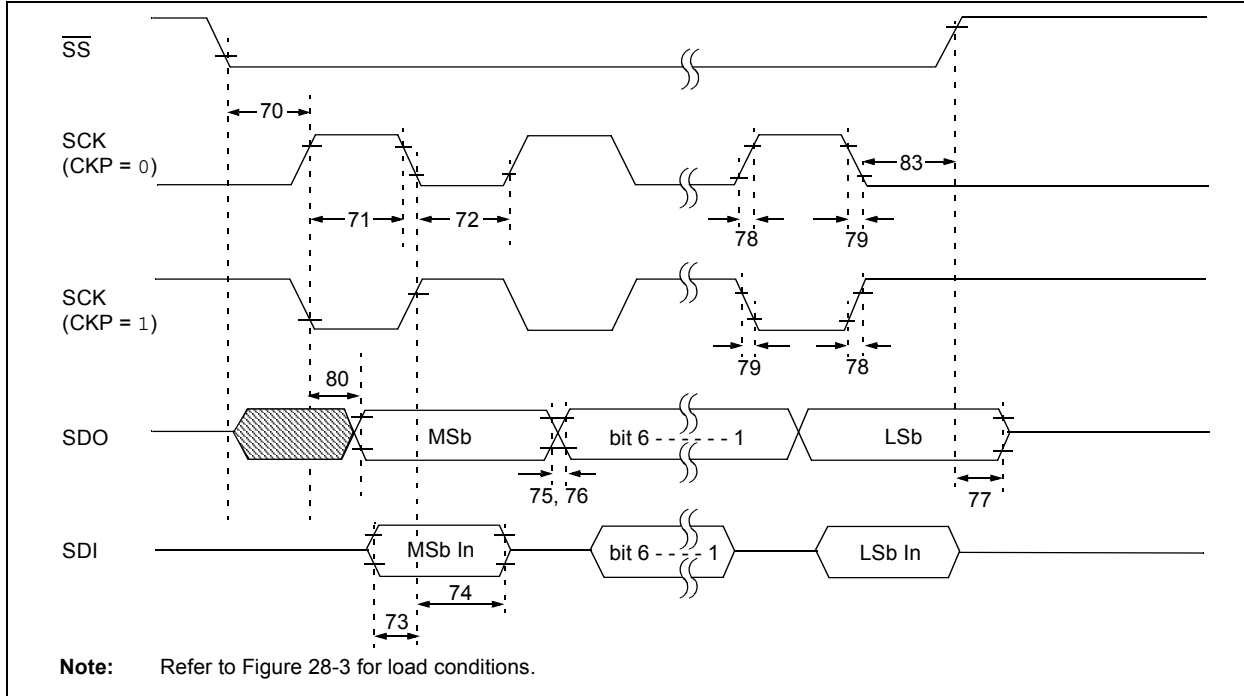 SS
70
SCK
(CKP = 0)
83
71
72
78
79
SCK
(CKP = 1)
79
78
80
SDO
MSb
bit 6 - - - - - - 1
LSb
75, 76
77
SDI
MSb In
bit 6 - - - - 1
LSb In
74
73
Note: Refer to Figure 28-3 for load conditions.